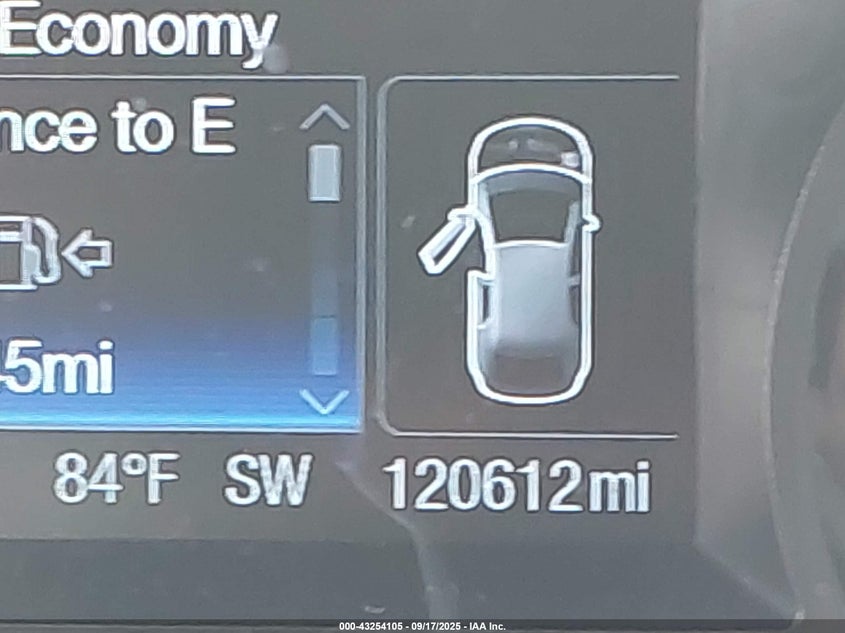 Economy
nce to E
5mi
84°F SW 120612mi
000-43254105 - 09/17/2025 - IAA Inc.